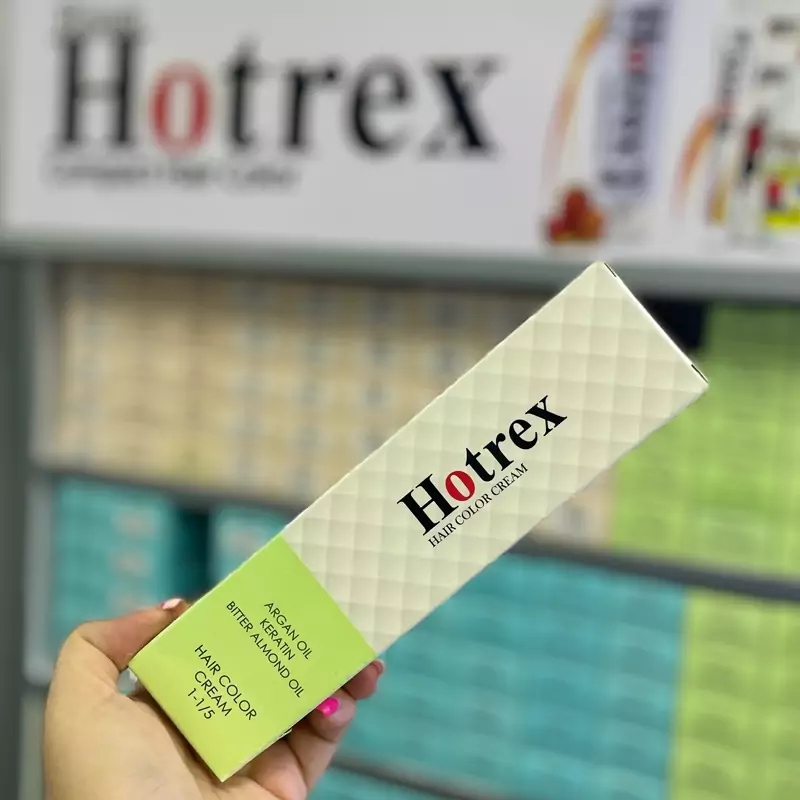 Hotrex
Hotrex
HAIR COLOR CREAM
ARGAN OIL
KERATIN
BITTER ALMOND OIL
HAIR COLOR
CREAM
1-1/5